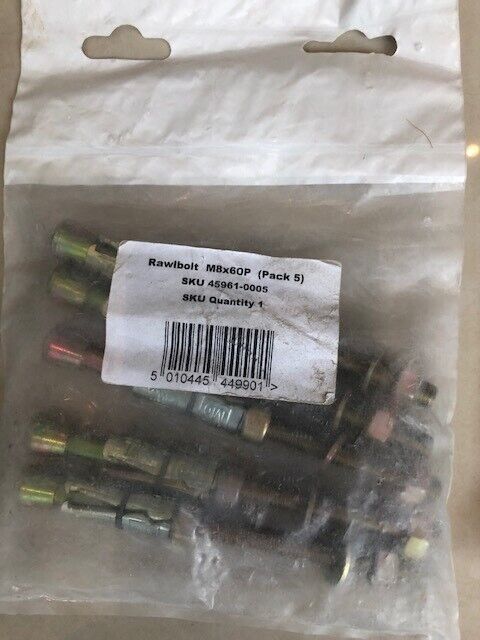 Rawlbolt M8x60P (Pack 5)
SKU 45961-0005
SKU Quantity 1
5 010445 449901 >